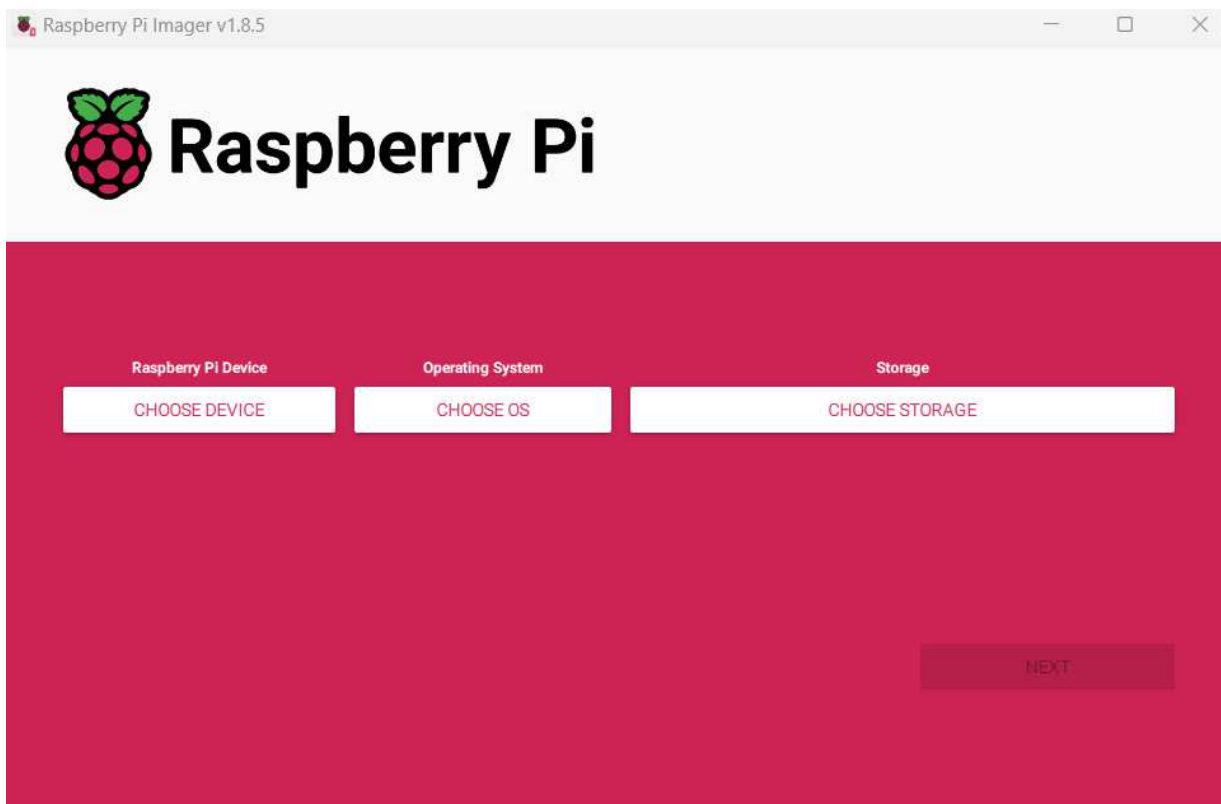 Raspberry Pi Imager v1.8.5
Raspberry Pi
Raspberry Pi Device Operating System Storage
CHOOSE DEVICE CHOOSE OS CHOOSE STORAGE
NEXT